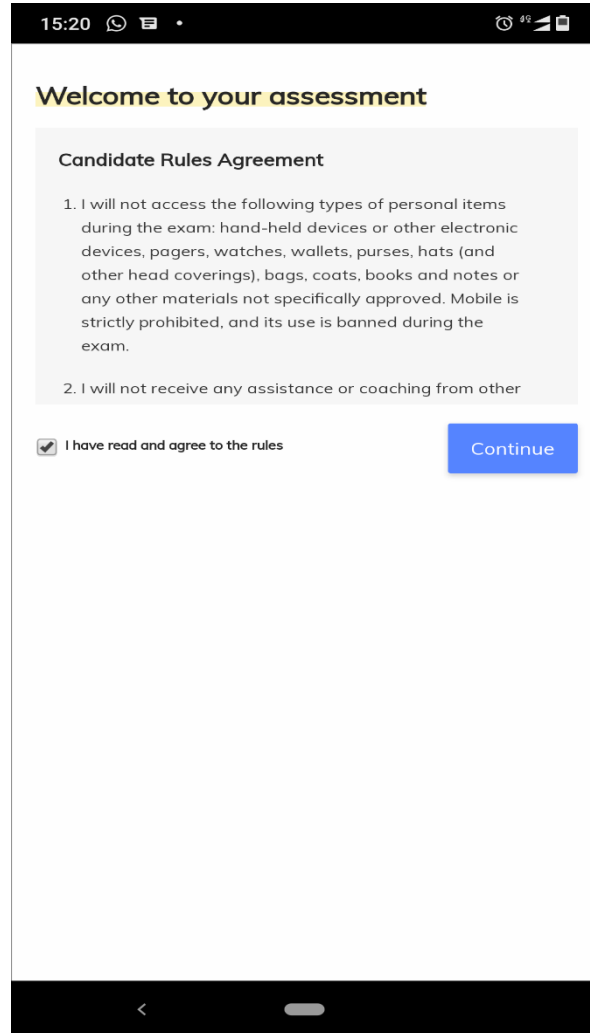 15:20
Welcome to your assessment
Candidate Rules Agreement
1. I will not access the following types of personal items
during the exam: hand-held devices or other electronic
devices, pagers, watches, wallets, purses, hats (and
other head coverings), bags, coats, books and notes or
any other materials not specifically approved. Mobile is
strictly prohibited, and its use is banned during the
exam.
2. I will not receive any assistance or coaching from other
I have read and agree to the rules
Continue